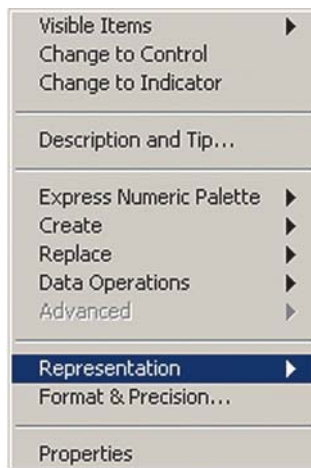 Visible Items
Change to Control
Change to Indicator
Description and Tip...
Express Numeric Palette
Create
Replace
Data Operations
Advanced
Representation
Format & Precision...
Properties